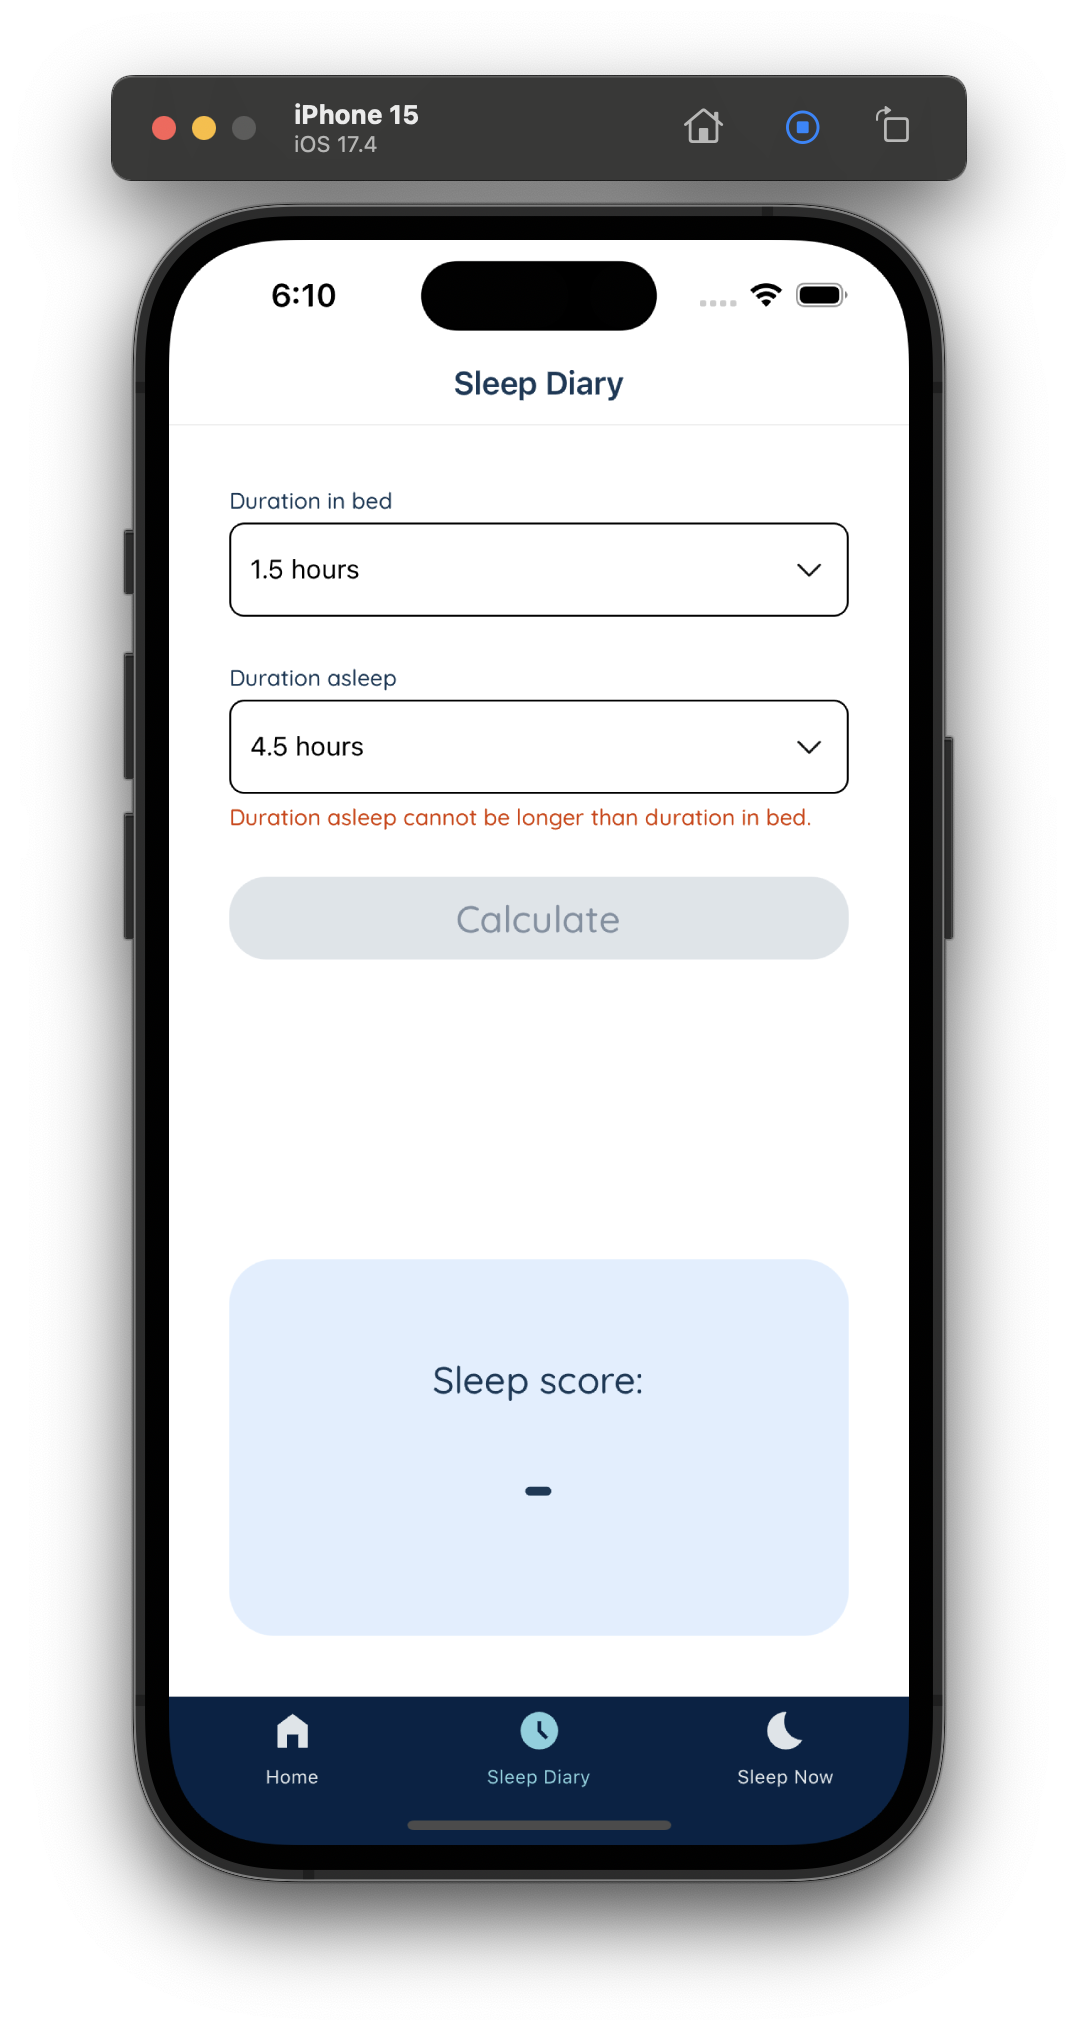 iPhone 15
iOS 17.4
6:10
Sleep Diary
Duration in bed
1.5 hours
Duration asleep
4.5 hours
Duration asleep cannot be longer than duration in bed.
Calculate
Sleep score:
-
Home
Sleep Diary
Sleep Now